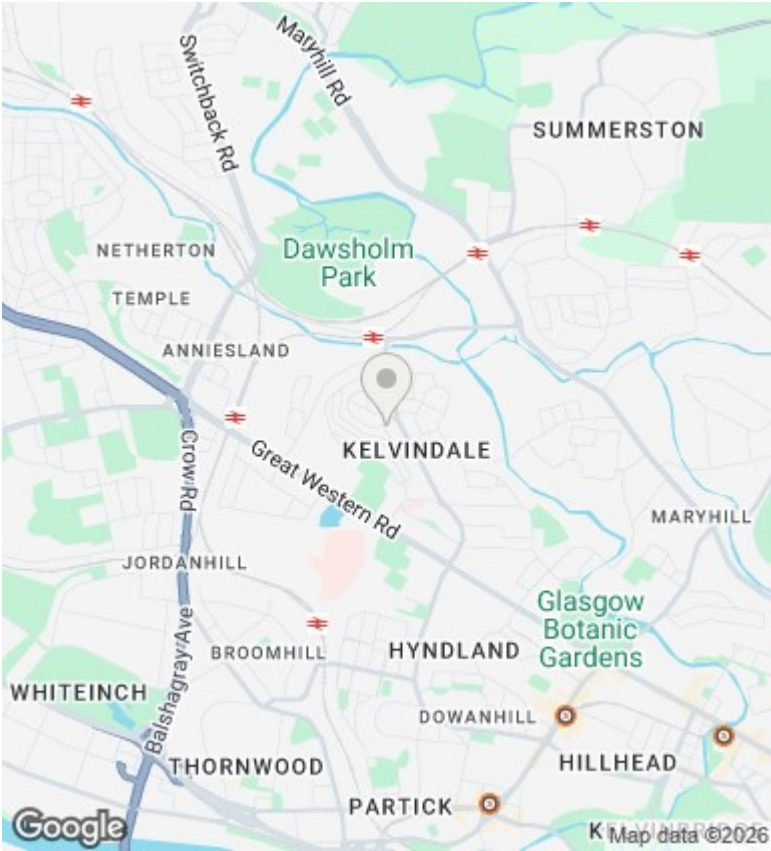 Maryhill Rd
Switchback Rd
SUMMERSTON
NETHERTON
Dawsholm
Park
TEMPLE
ANNIESLAND
KELVINDALE
Great Western Rd
Crow Rd
MARYHILL
JORDANHILL
Glasgow
Botanic
Gardens
Balshagray Ave
BROOMHILL
HYNDLAND
WHITEINCH
DOWANHILL
HILLHEAD
THORNWOOD
PARTICK
KELVINBRIDGE
Google
Map data ©2026